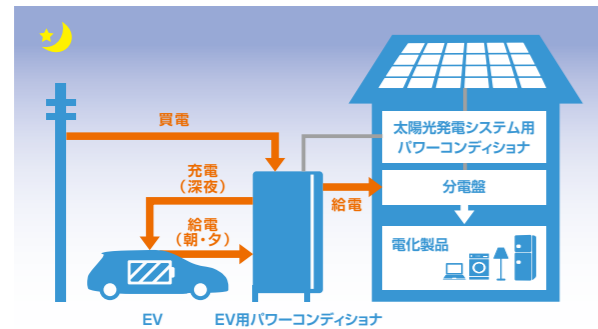 買電
太陽光発電システム用
パワーコンディショナ
充電
(深夜)
給電
分電盤
給電
(朝・夕)
電化製品
EV
EV用パワーコンディショナ